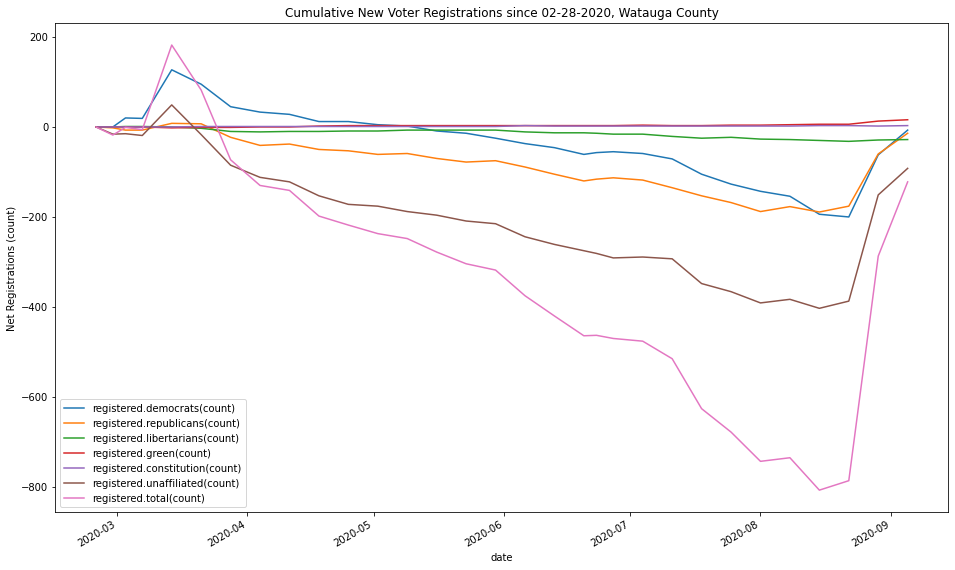 Cumulative New Voter Registrations since 02-28-2020, Watauga County
200
0
−200
−400
−600
−800
Net Registrations (count)
registered.democrats(count)
registered.republicans(count)
registered.libertarians(count)
registered.green(count)
registered.constitution(count)
registered.unaffiliated(count)
registered.total(count)
2020-03
2020-04
2020-05
2020-06
2020-07
2020-08
2020-09
date